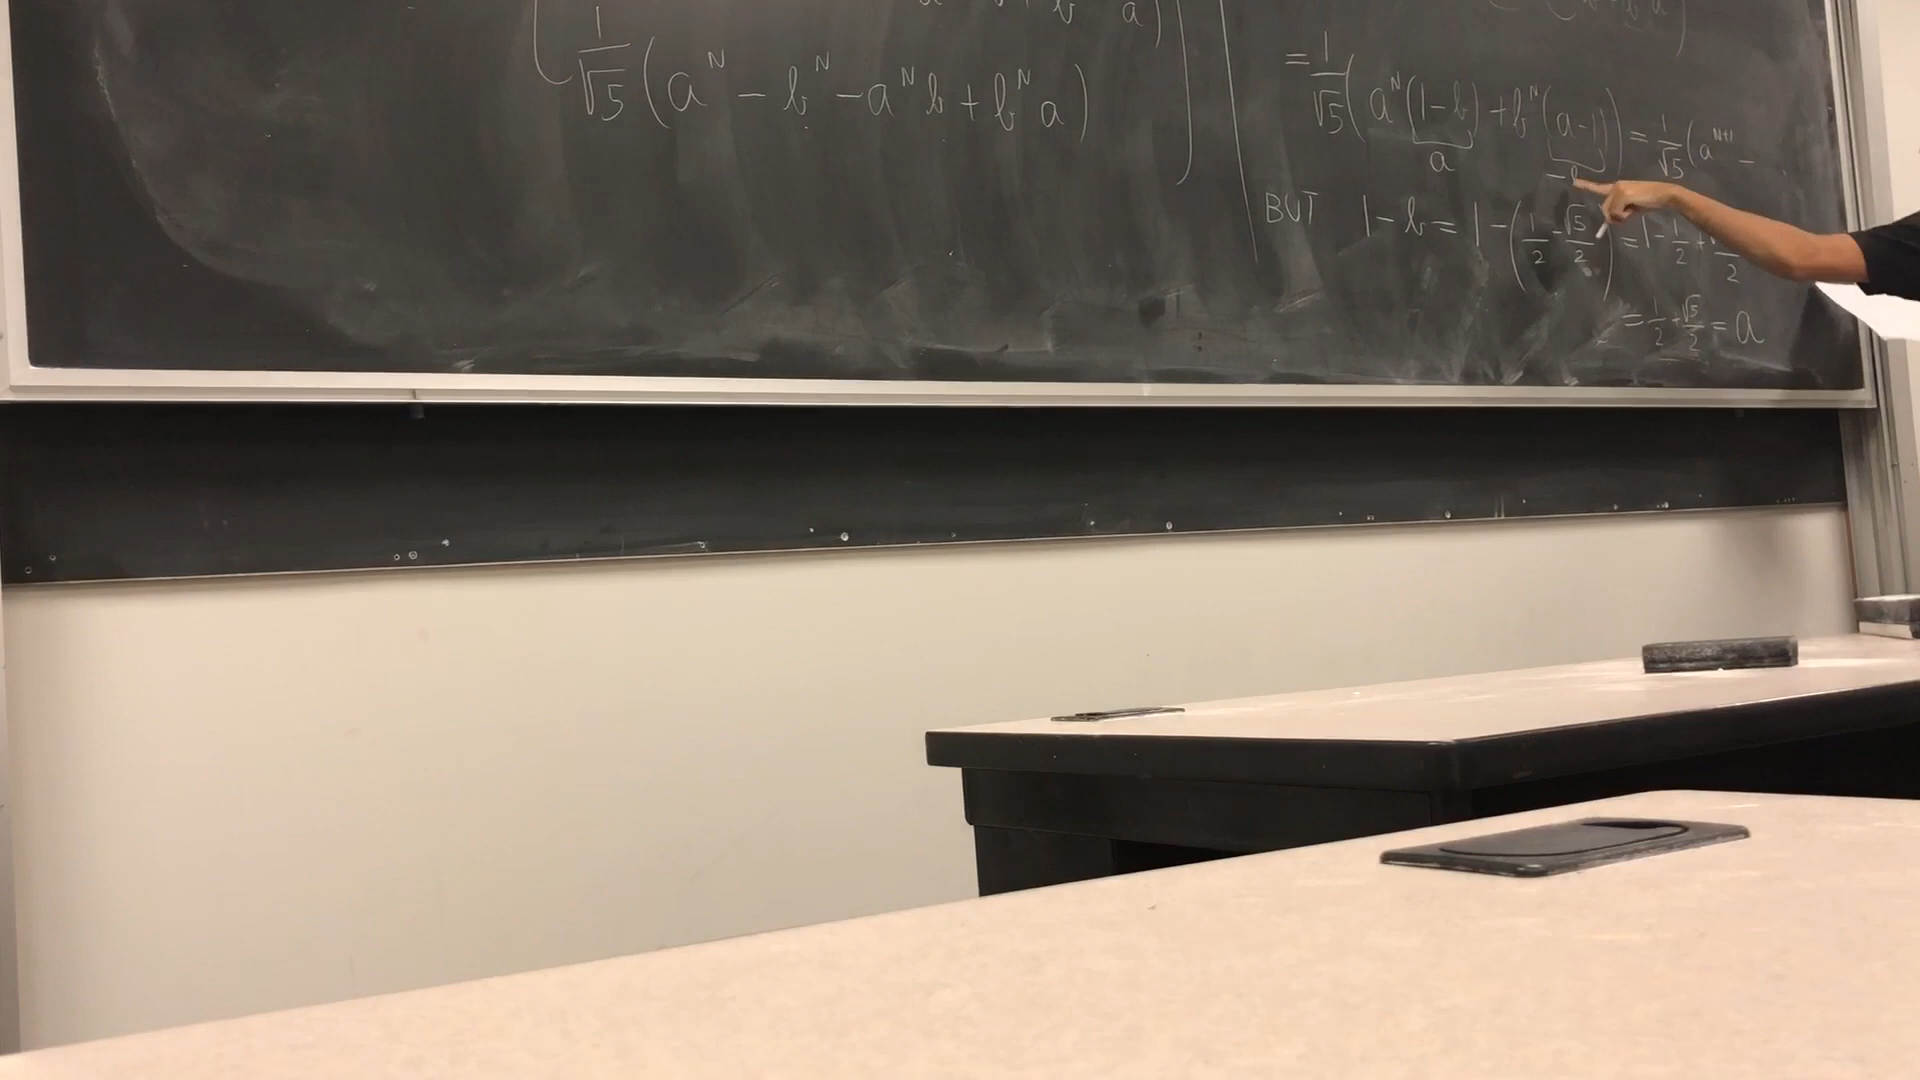 1/√5 (a^N - b^N - a^N b + b^N a)
= 1/√5 (a^N (1-b) + b^N (a-1)) = 1/√5 (a^{N+1} -
a
BUT 1 - b = 1 - (1/2 - √5/2) = 1 - 1/2 +
2
= 1/2 + √5/2 = a